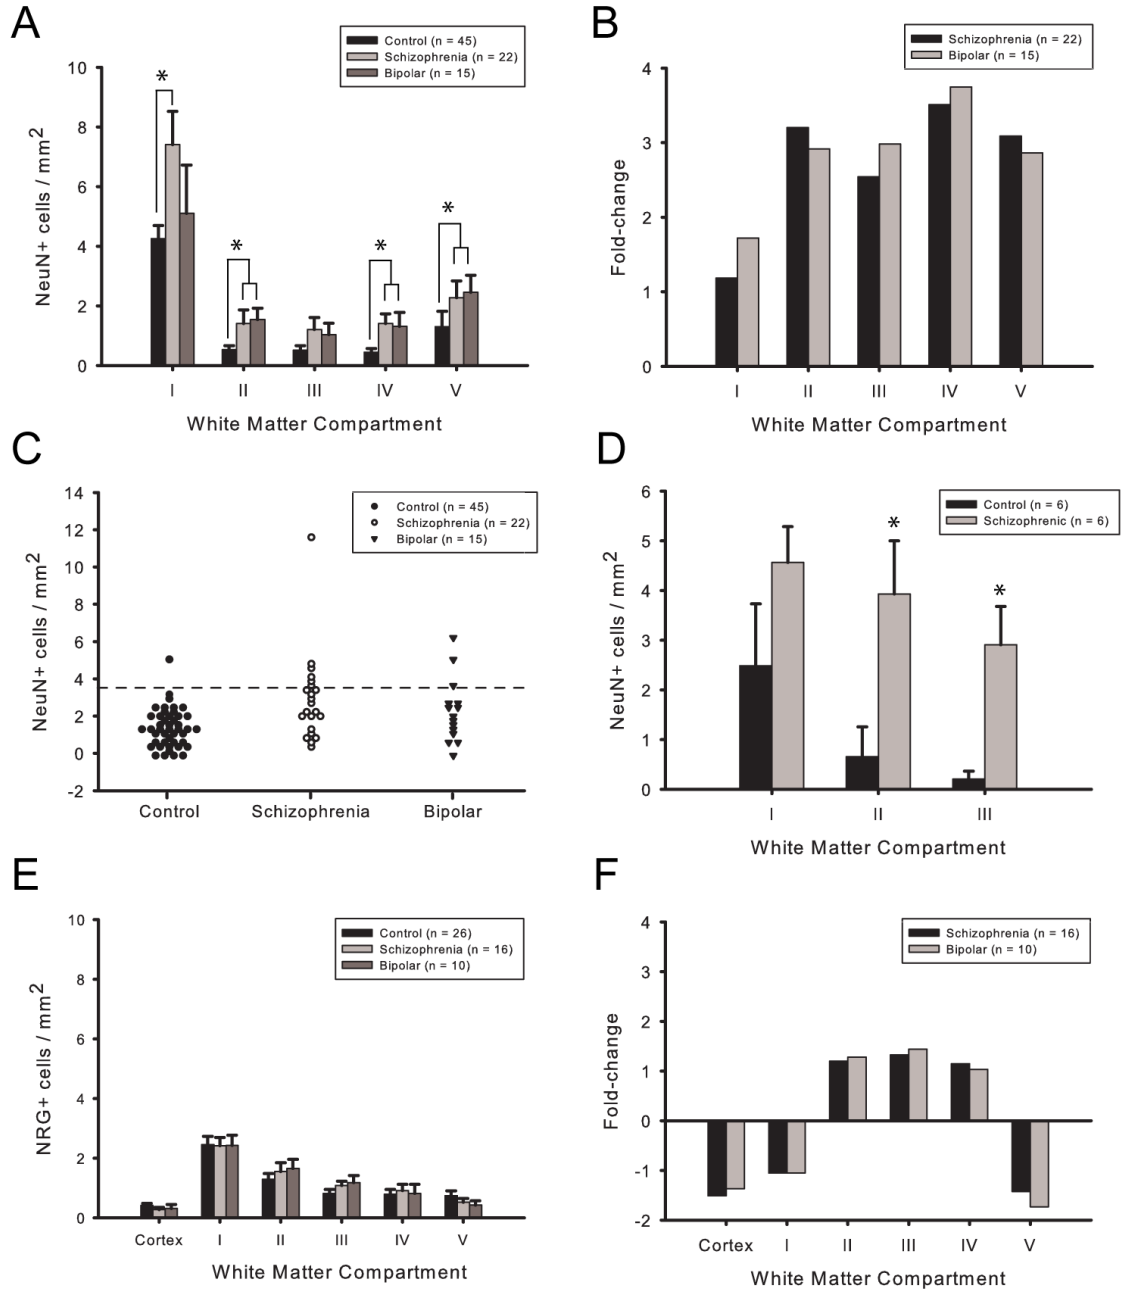 A
Control (n = 45)
Schizophrenia (n = 22)
Bipolar (n = 15)
NeuN+ cells / mm2
10
8
6
4
2
0
*
*
*
*
I II III IV V
White Matter Compartment
B
Schizophrenia (n = 22)
Bipolar (n = 15)
Fold-change
4
3
2
1
0
I II III IV V
White Matter Compartment
C
Control (n = 45)
Schizophrenia (n = 22)
Bipolar (n = 15)
NeuN+ cells / mm2
14
12
10
8
6
4
2
0
-2
Control Schizophrenia Bipolar
D
Control (n = 6)
Schizophrenic (n = 6)
NeuN+ cells / mm2
6
5
4
3
2
1
0
*
*
I II III
White Matter Compartment
E
Control (n = 26)
Schizophrenia (n = 16)
Bipolar (n = 10)
NRG+ cells / mm2
10
8
6
4
2
0
Cortex I II III IV V
White Matter Compartment
F
Schizophrenia (n = 16)
Bipolar (n = 10)
Fold-change
4
3
2
1
0
-1
-2
Cortex I II III IV V
White Matter Compartment